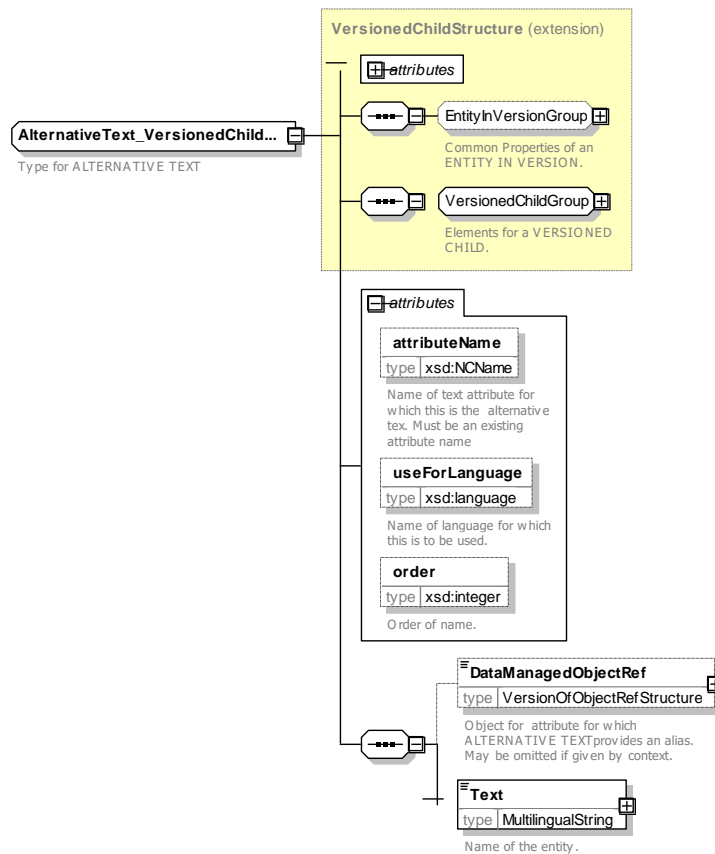 VersionedChildStructure (extension)
attributes
EntityInVersionGroup
Common Properties of an
ENTITY IN VERSION.
AlternativeText_VersionedChild...
Type for ALTERNATIVE TEXT
VersionedChildGroup
Elements for a VERSIONED
CHILD.
attributes
attributeName
type xsd:NCName
Name of text attribute for
which this is the alternative
tex. Must be an existing
attribute name
useForLanguage
type xsd:language
Name of language for which
this is to be used.
order
type xsd:integer
Order of name.
DataManagedObjectRef
type VersionOfObjectRefStructure
Object for attribute for which
ALTERNATIVE TEXTprovides an alias.
May be omitted if given by context.
Text
type MultilingualString
Name of the entity.